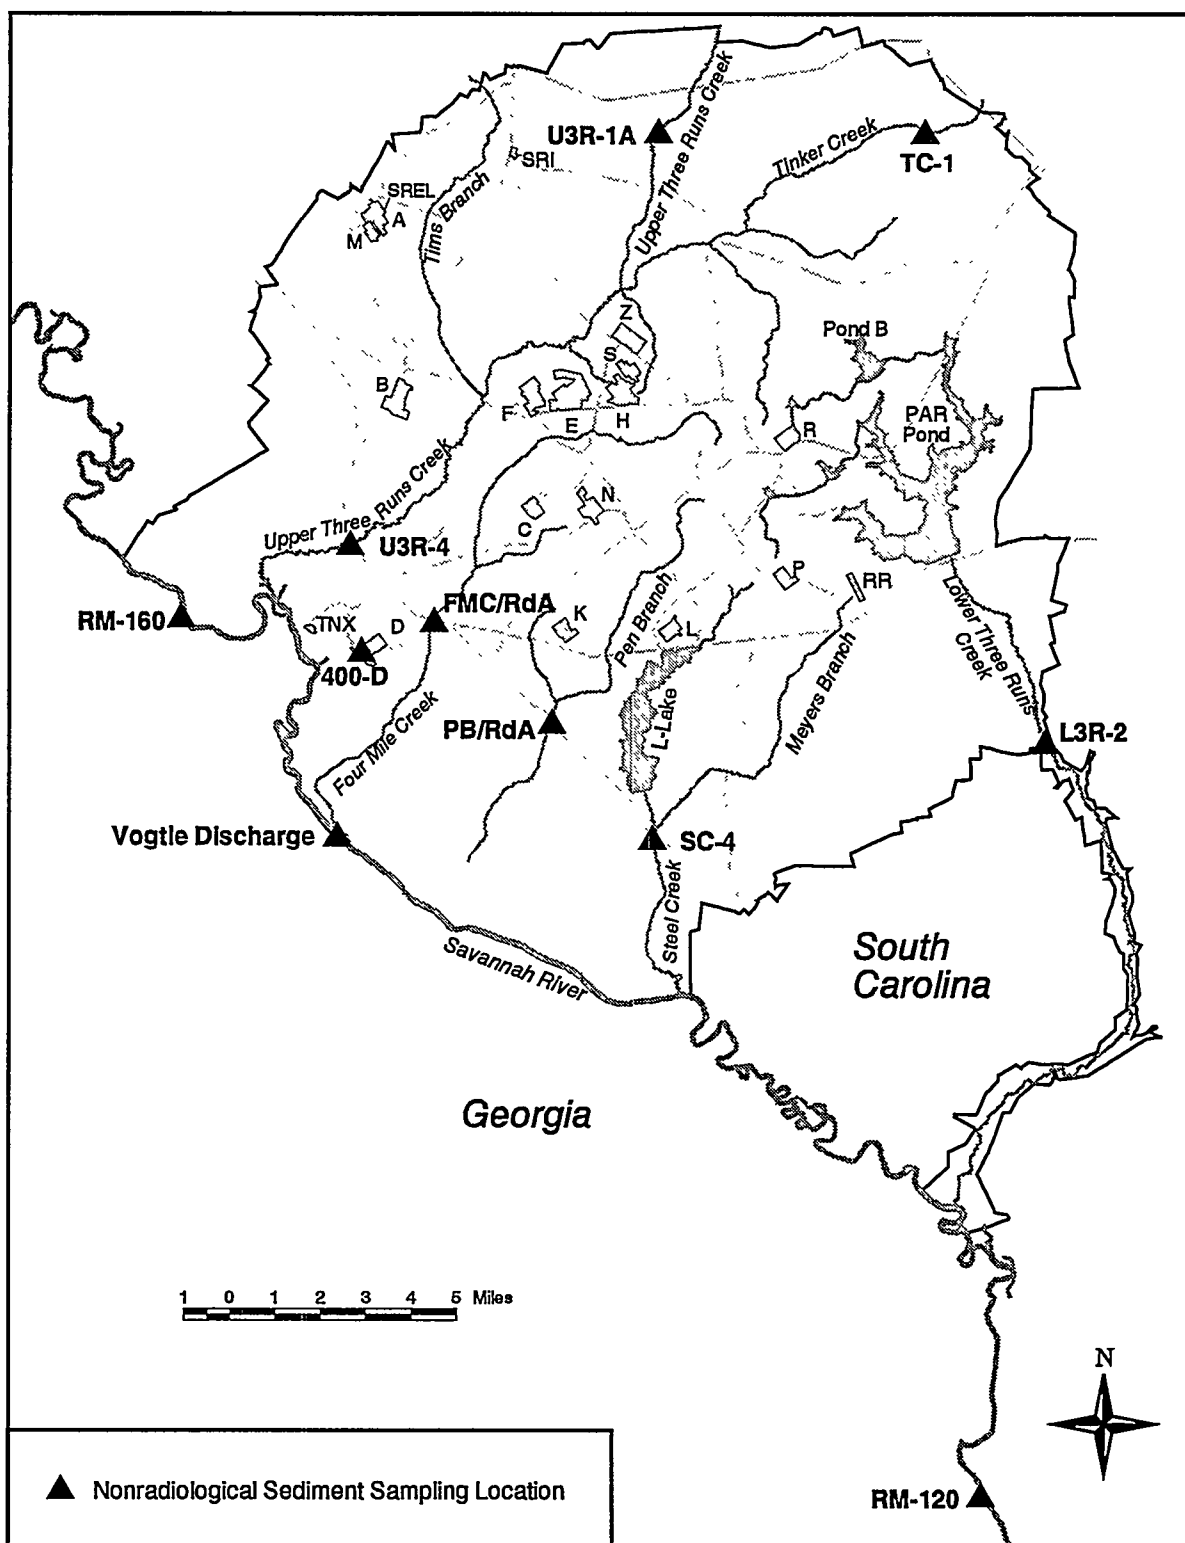 U3R-1A
Upper Three Runs Creek
Tinker Creek
TC-1
SRI
SREL
A
M
Tims Branch
Z
S
Pond B
B
F
E
H
R
PAR
Pond
Upper Three Runs Creek
N
C
U3R-4
P
RR
RM-160
FMC/RdA
TNX
D
K
L
Pen Branch
400-D
Lower Three Runs
Creek
Meyers Branch
L-Lake
PB/RdA
L3R-2
Four Mile Creek
Vogtle Discharge
SC-4
Steel Creek
Savannah River
South
Carolina
Georgia
1 0 1 2 3 4 5 Miles
N
Nonradiological Sediment Sampling Location
RM-120